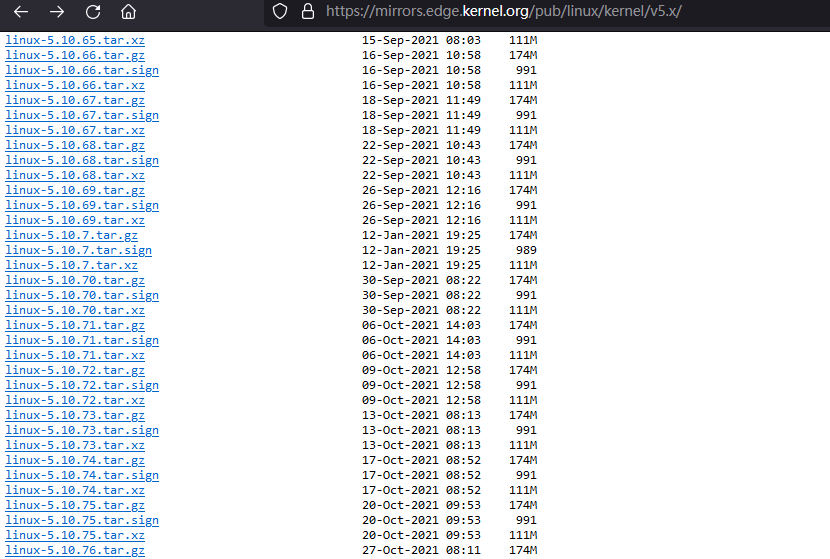 https://mirrors.edge.kernel.org/pub/linux/kernel/v5.x/
linux-5.10.65.tar.xz 15-Sep-2021 08:03 111M
linux-5.10.66.tar.gz 16-Sep-2021 10:58 174M
linux-5.10.66.tar.sign 16-Sep-2021 10:58 991
linux-5.10.66.tar.xz 16-Sep-2021 10:58 111M
linux-5.10.67.tar.gz 18-Sep-2021 11:49 174M
linux-5.10.67.tar.sign 18-Sep-2021 11:49 991
linux-5.10.67.tar.xz 18-Sep-2021 11:49 111M
linux-5.10.68.tar.gz 22-Sep-2021 10:43 174M
linux-5.10.68.tar.sign 22-Sep-2021 10:43 991
linux-5.10.68.tar.xz 22-Sep-2021 10:43 111M
linux-5.10.69.tar.gz 26-Sep-2021 12:16 174M
linux-5.10.69.tar.sign 26-Sep-2021 12:16 991
linux-5.10.69.tar.xz 26-Sep-2021 12:16 111M
linux-5.10.7.tar.gz 12-Jan-2021 19:25 174M
linux-5.10.7.tar.sign 12-Jan-2021 19:25 989
linux-5.10.7.tar.xz 12-Jan-2021 19:25 111M
linux-5.10.70.tar.gz 30-Sep-2021 08:22 174M
linux-5.10.70.tar.sign 30-Sep-2021 08:22 991
linux-5.10.70.tar.xz 30-Sep-2021 08:22 111M
linux-5.10.71.tar.gz 06-Oct-2021 14:03 174M
linux-5.10.71.tar.sign 06-Oct-2021 14:03 991
linux-5.10.71.tar.xz 06-Oct-2021 14:03 111M
linux-5.10.72.tar.gz 09-Oct-2021 12:58 174M
linux-5.10.72.tar.sign 09-Oct-2021 12:58 991
linux-5.10.72.tar.xz 09-Oct-2021 12:58 111M
linux-5.10.73.tar.gz 13-Oct-2021 08:13 174M
linux-5.10.73.tar.sign 13-Oct-2021 08:13 991
linux-5.10.73.tar.xz 13-Oct-2021 08:13 111M
linux-5.10.74.tar.gz 17-Oct-2021 08:52 174M
linux-5.10.74.tar.sign 17-Oct-2021 08:52 991
linux-5.10.74.tar.xz 17-Oct-2021 08:52 111M
linux-5.10.75.tar.gz 20-Oct-2021 09:53 174M
linux-5.10.75.tar.sign 20-Oct-2021 09:53 991
linux-5.10.75.tar.xz 20-Oct-2021 09:53 111M
linux-5.10.76.tar.gz 27-Oct-2021 08:11 174M